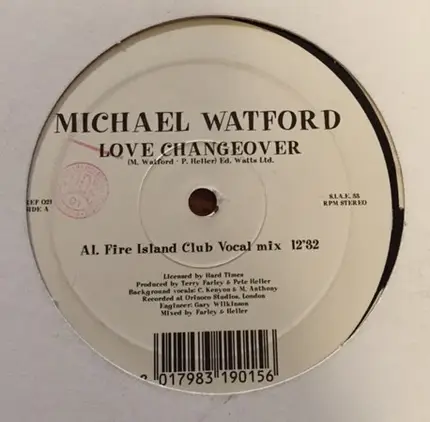 MICHAEL WATFORD
LOVE CHANGEOVER
(M. Watford - P. Heller) Ed. Watts Ltd.
SIDE A
S.I.A.E. 33
RPM STEREO
A1. Fire Island Club Vocal mix 12'32
Licensed by Hard Times
Produced by Terry Farley & Pete Heller
Background vocals: C. Kenyon & M. Anthony
Recorded at Orinoco Studios, London
Engineer: Gary Wilkinson
Mixed by Farley & Heller
017983 190156